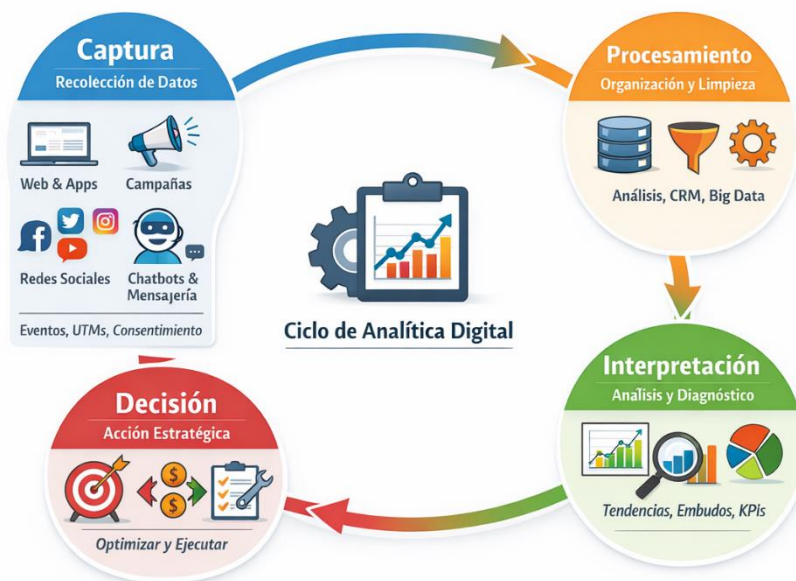 Captura
Recolección de Datos
Web & Apps
Campañas
Redes Sociales
Chatbots &
Mensajería
Eventos, UTMs, Consentimiento
Procesamiento
Organización y Limpieza
Análisis, CRM, Big Data
Ciclo de Analítica Digital
Interpretación
Analisis y Diagnóstico
Tendencias, Embudos, KPIs
Decisión
Acción Estratégica
Optimizar y Ejecutar